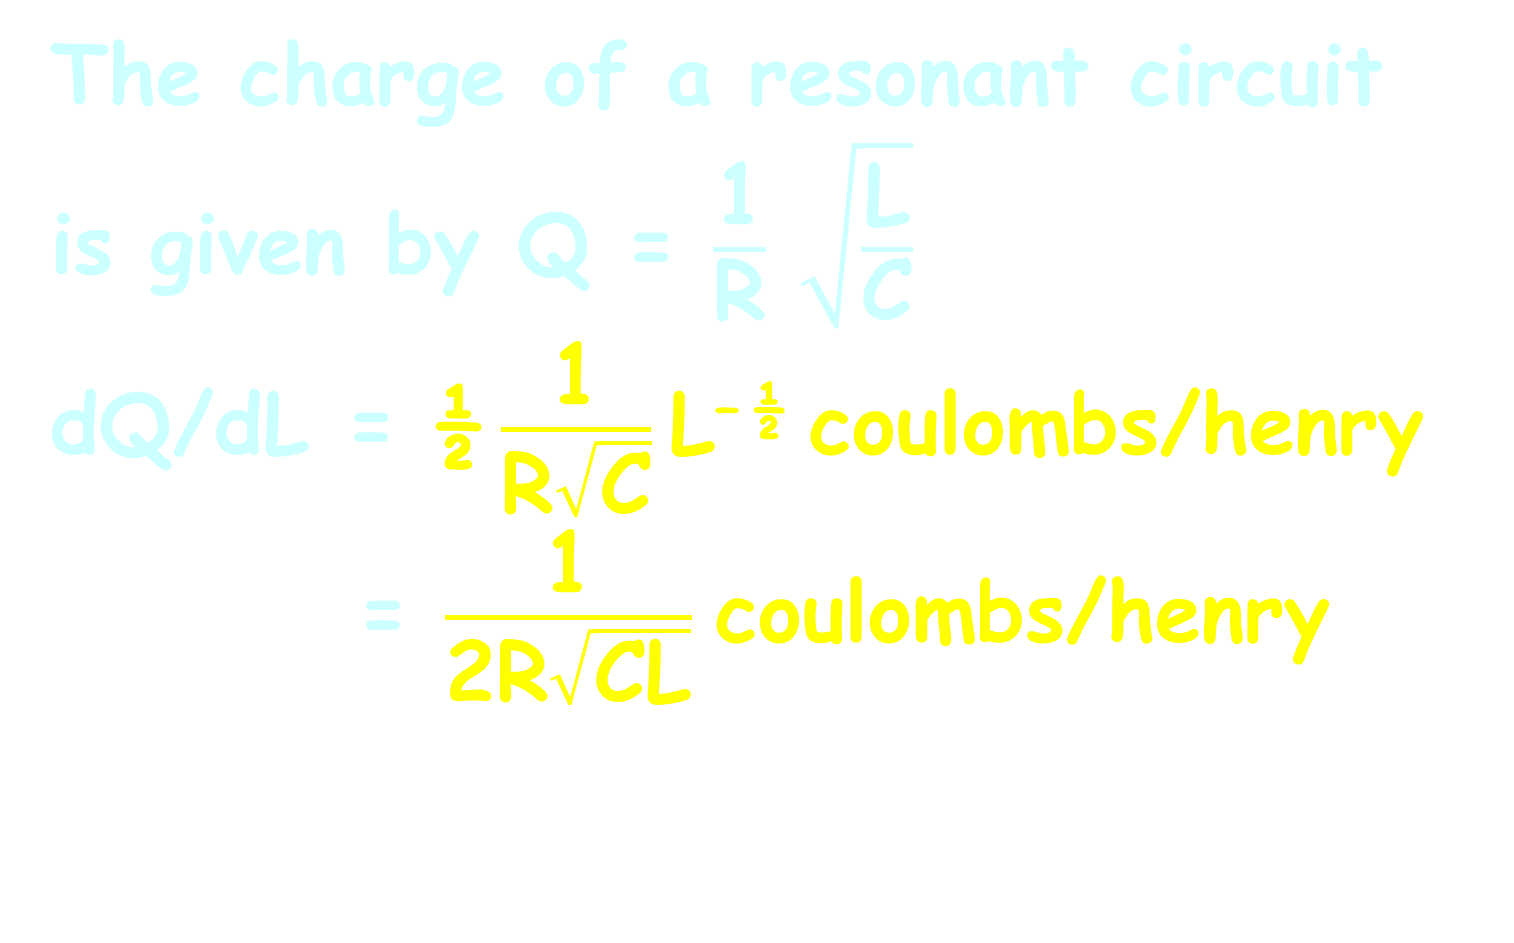 The charge of a resonant circuit
is given by Q = 1/R √(L/C)
dQ/dL = ½ 1/(R√C) L^(-½) coulombs/henry
= 1/(2R√(CL)) coulombs/henry